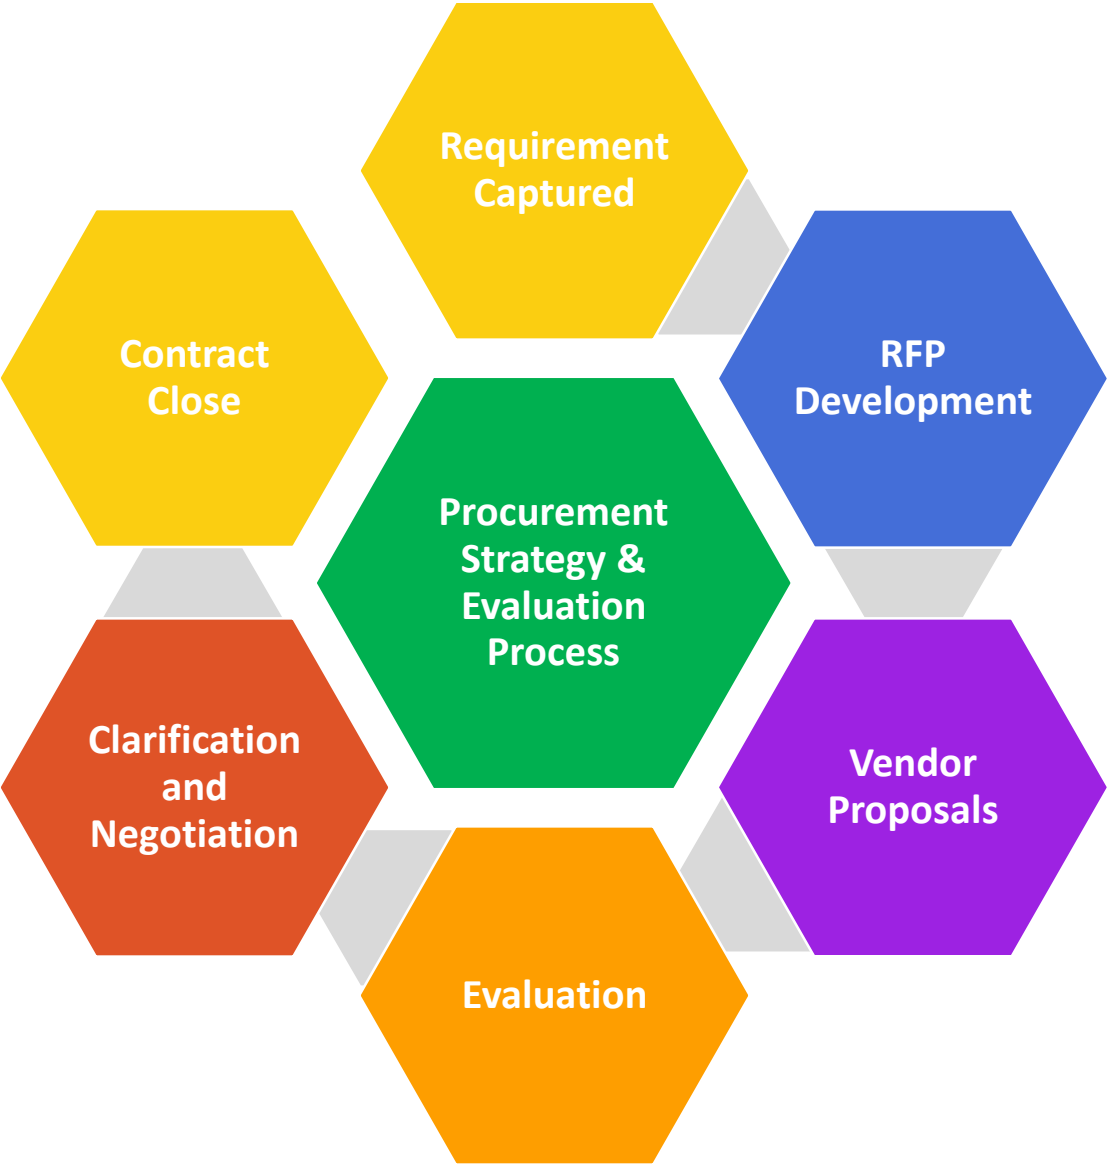 Requirement
Captured
RFP
Development
Vendor
Proposals
Evaluation
Clarification
and
Negotiation
Contract
Close
Procurement
Strategy &
Evaluation
Process